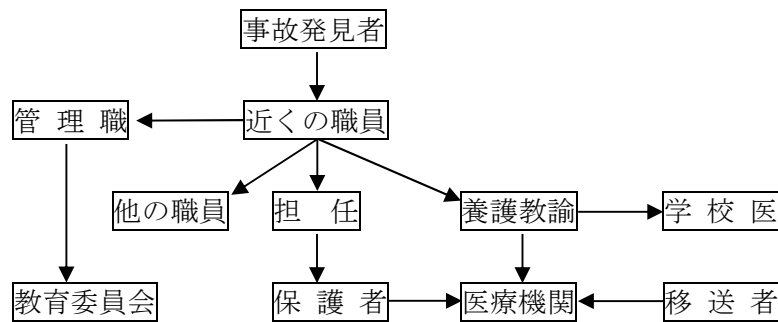 事故発見者
管 理 職
近くの職員
他の職員
担　任
養護教諭
学 校 医
教育委員会
保 護 者
医療機関
移 送 者